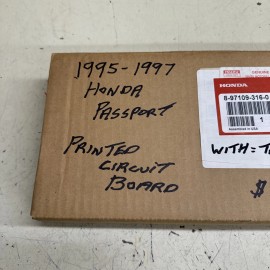 1995-1997
HONDA
PASSPORT
PRINTED
CIRCUIT
BOARD
HONDA
8-97109-316-0
1
WITH=
$